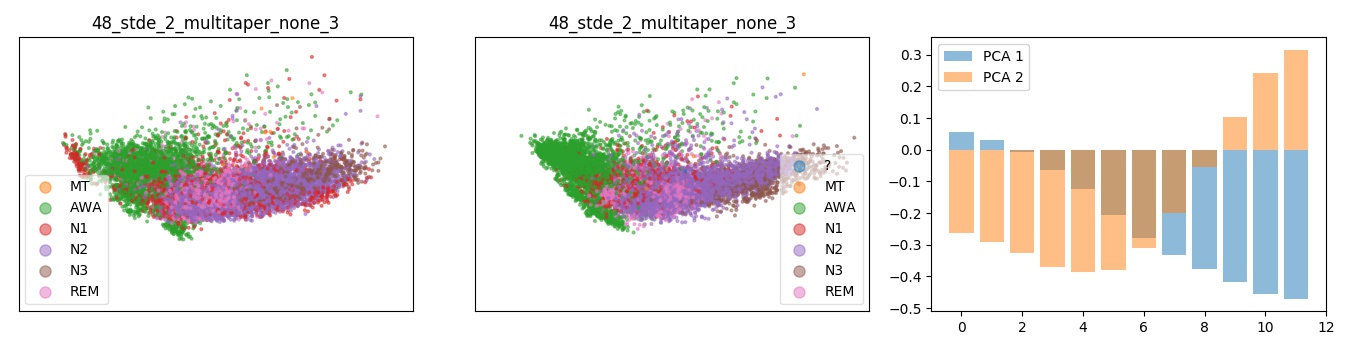 48_stde_2_multitaper_none_3
MT
AWA
N1
N2
N3
REM
48_stde_2_multitaper_none_3
?
MT
AWA
N1
N2
N3
REM
PCA 1
PCA 2
0.3
0.2
0.1
0.0
−0.1
−0.2
−0.3
−0.4
−0.5
0 2 4 6 8 10 12